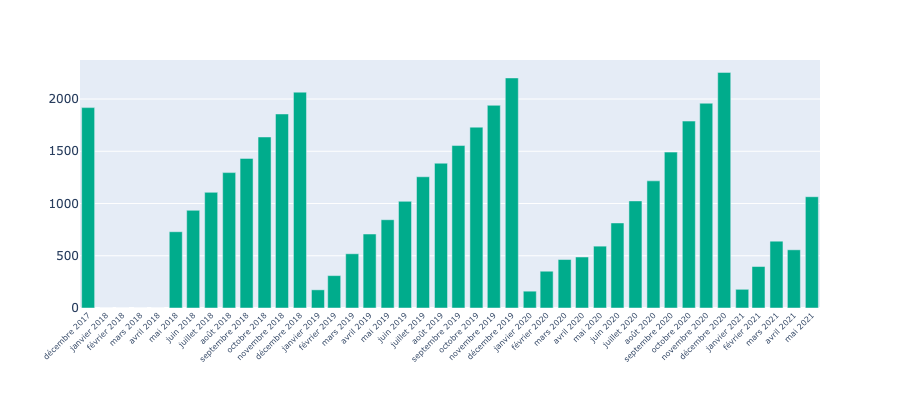 2000
1500
1000
500
0
décembre 2017
janvier 2018
février 2018
mars 2018
avril 2018
mai 2018
juin 2018
juillet 2018
août 2018
septembre 2018
octobre 2018
novembre 2018
décembre 2018
janvier 2019
février 2019
mars 2019
avril 2019
mai 2019
juin 2019
juillet 2019
août 2019
septembre 2019
octobre 2019
novembre 2019
décembre 2019
janvier 2020
février 2020
mars 2020
avril 2020
mai 2020
juin 2020
juillet 2020
août 2020
septembre 2020
octobre 2020
novembre 2020
décembre 2020
janvier 2021
février 2021
mars 2021
avril 2021
mai 2021